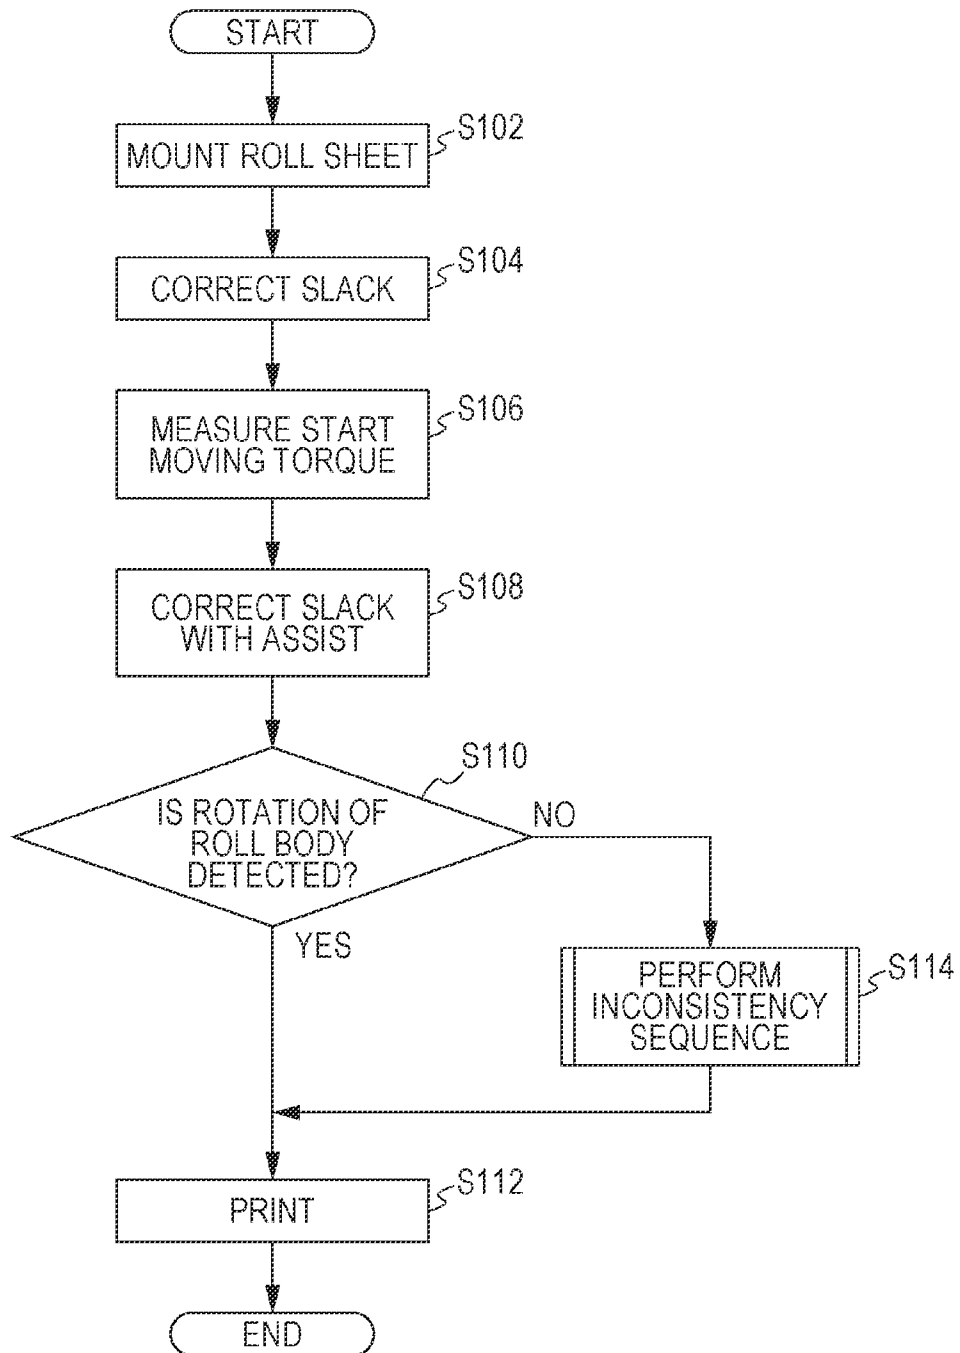 START
S102
MOUNT ROLL SHEET
S104
CORRECT SLACK
S106
MEASURE START
MOVING TORQUE
S108
CORRECT SLACK
WITH ASSIST
S110
IS ROTATION OF
ROLL BODY
DETECTED?
NO
YES
S114
PERFORM
INCONSISTENCY
SEQUENCE
S112
PRINT
END